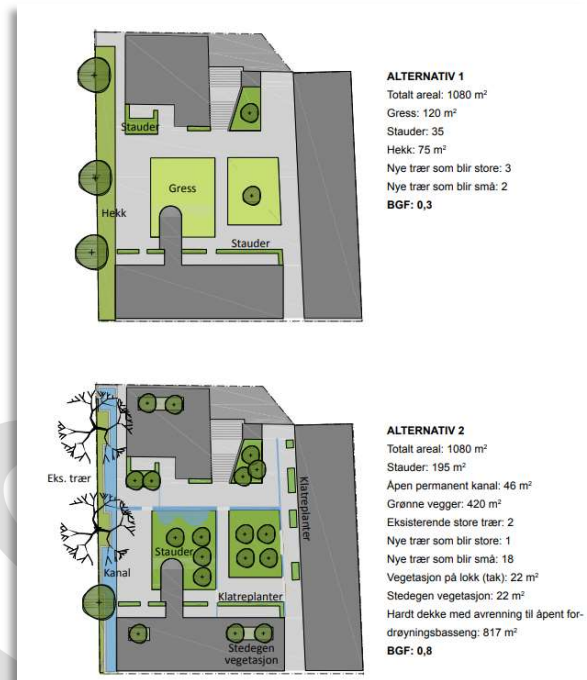 ALTERNATIV 1
Totalt areal: 1080 m²
Gress: 120 m²
Stauder: 35
Hekk: 75 m²
Nye trær som blir store: 3
Nye trær som blir små: 2
BGF: 0,3
Stauder
Gress
Hekk
Stauder
ALTERNATIV 2
Totalt areal: 1080 m²
Stauder: 195 m²
Åpen permanent kanal: 46 m²
Grønne vegger: 420 m²
Eksisterende store trær: 2
Nye trær som blir store: 1
Nye trær som blir små: 18
Vegetasjon på lokk (tak): 22 m²
Stedegen vegetasjon: 22 m²
Hardt dekke med avrenning til åpent for-
drøyningsbasseng: 817 m²
BGF: 0,8
Eks. trær
Klatreplanter
Stauder
Kanal
Klatreplanter
Stedegen
vegetasjon